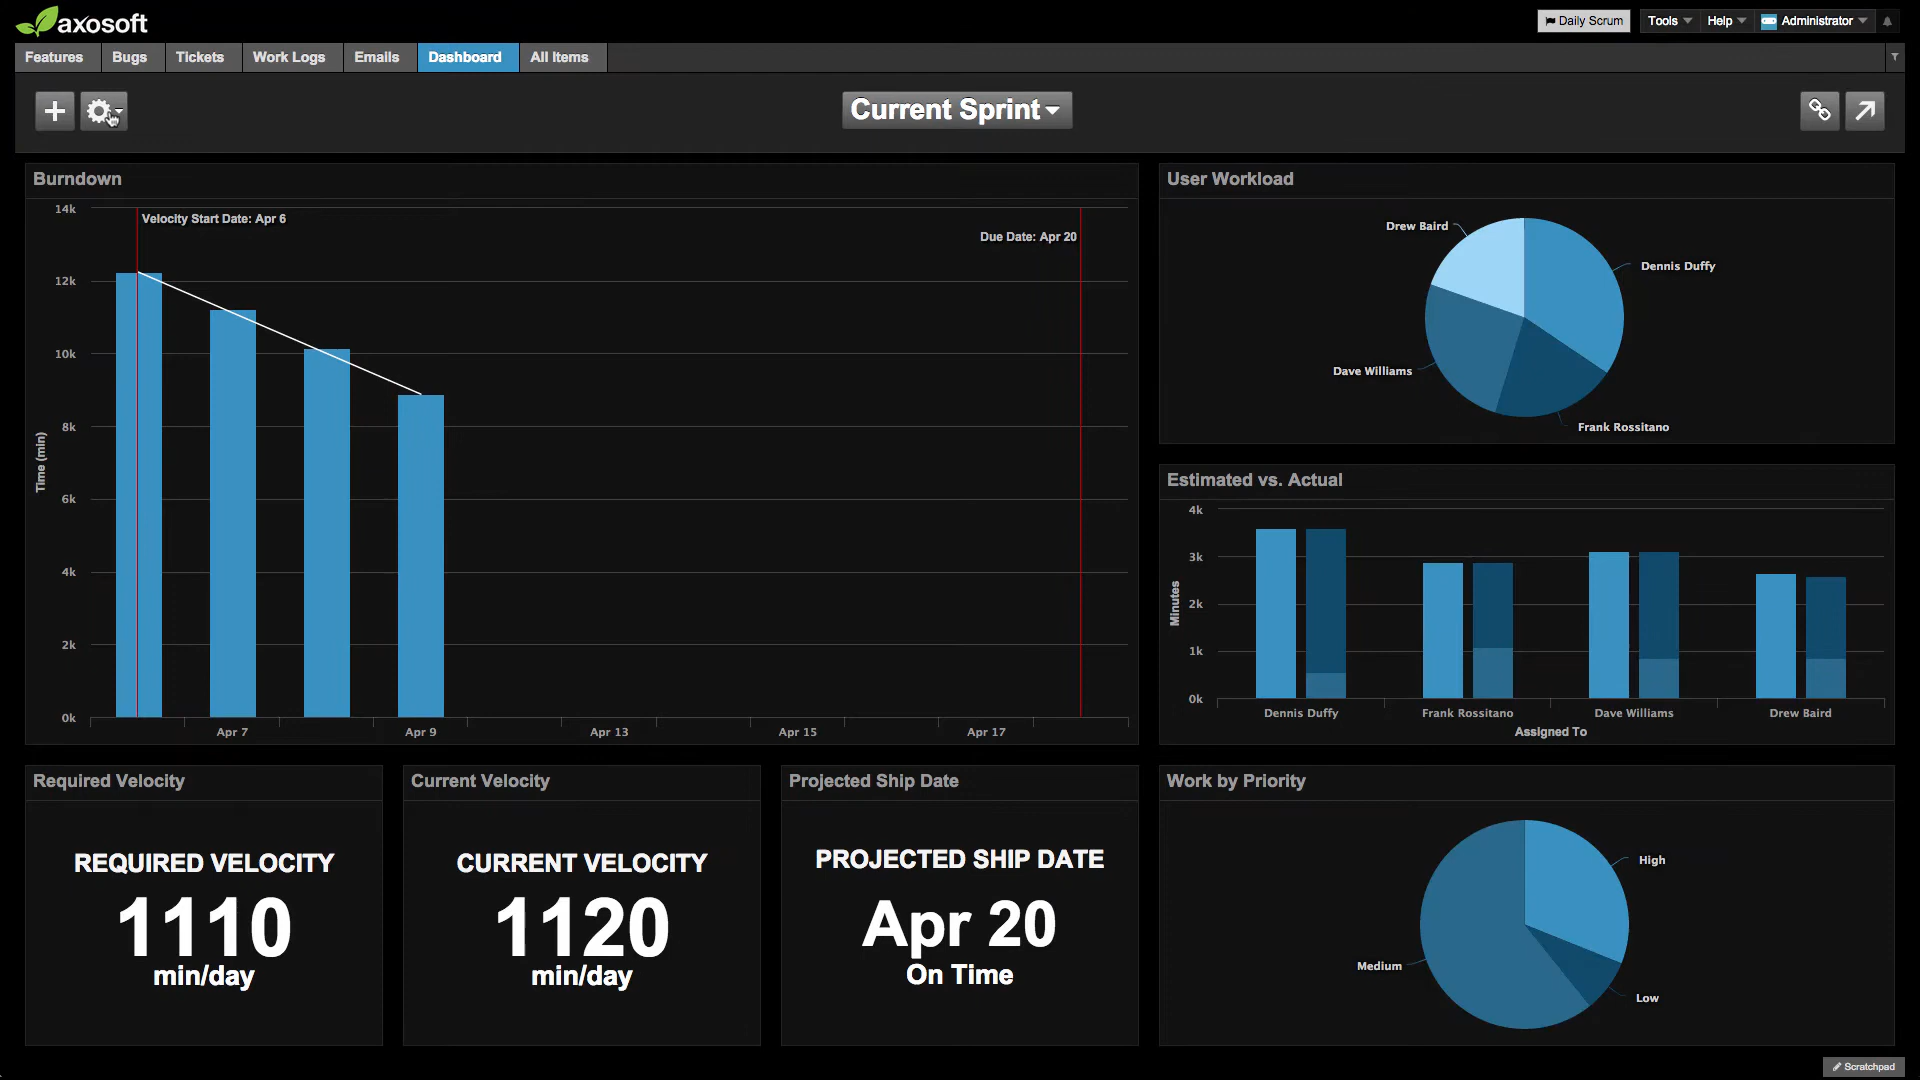 axosoft
Daily Scrum
Tools
Help
Administrator
Features
Bugs
Tickets
Work Logs
Emails
Dashboard
All Items
Current Sprint
Burndown
14k
12k
10k
8k
6k
4k
2k
0k
Time (min)
Velocity Start Date: Apr 6
Due Date: Apr 20
Apr 7
Apr 9
Apr 13
Apr 15
Apr 17
User Workload
Drew Baird
Dennis Duffy
Dave Williams
Frank Rossitano
Estimated vs. Actual
4k
3k
2k
1k
0k
Minutes
Dennis Duffy
Frank Rossitano
Dave Williams
Drew Baird
Assigned To
Required Velocity
REQUIRED VELOCITY
1110
min/day
Current Velocity
CURRENT VELOCITY
1120
min/day
Projected Ship Date
PROJECTED SHIP DATE
Apr 20
On Time
Work by Priority
High
Medium
Low
Scratchpad